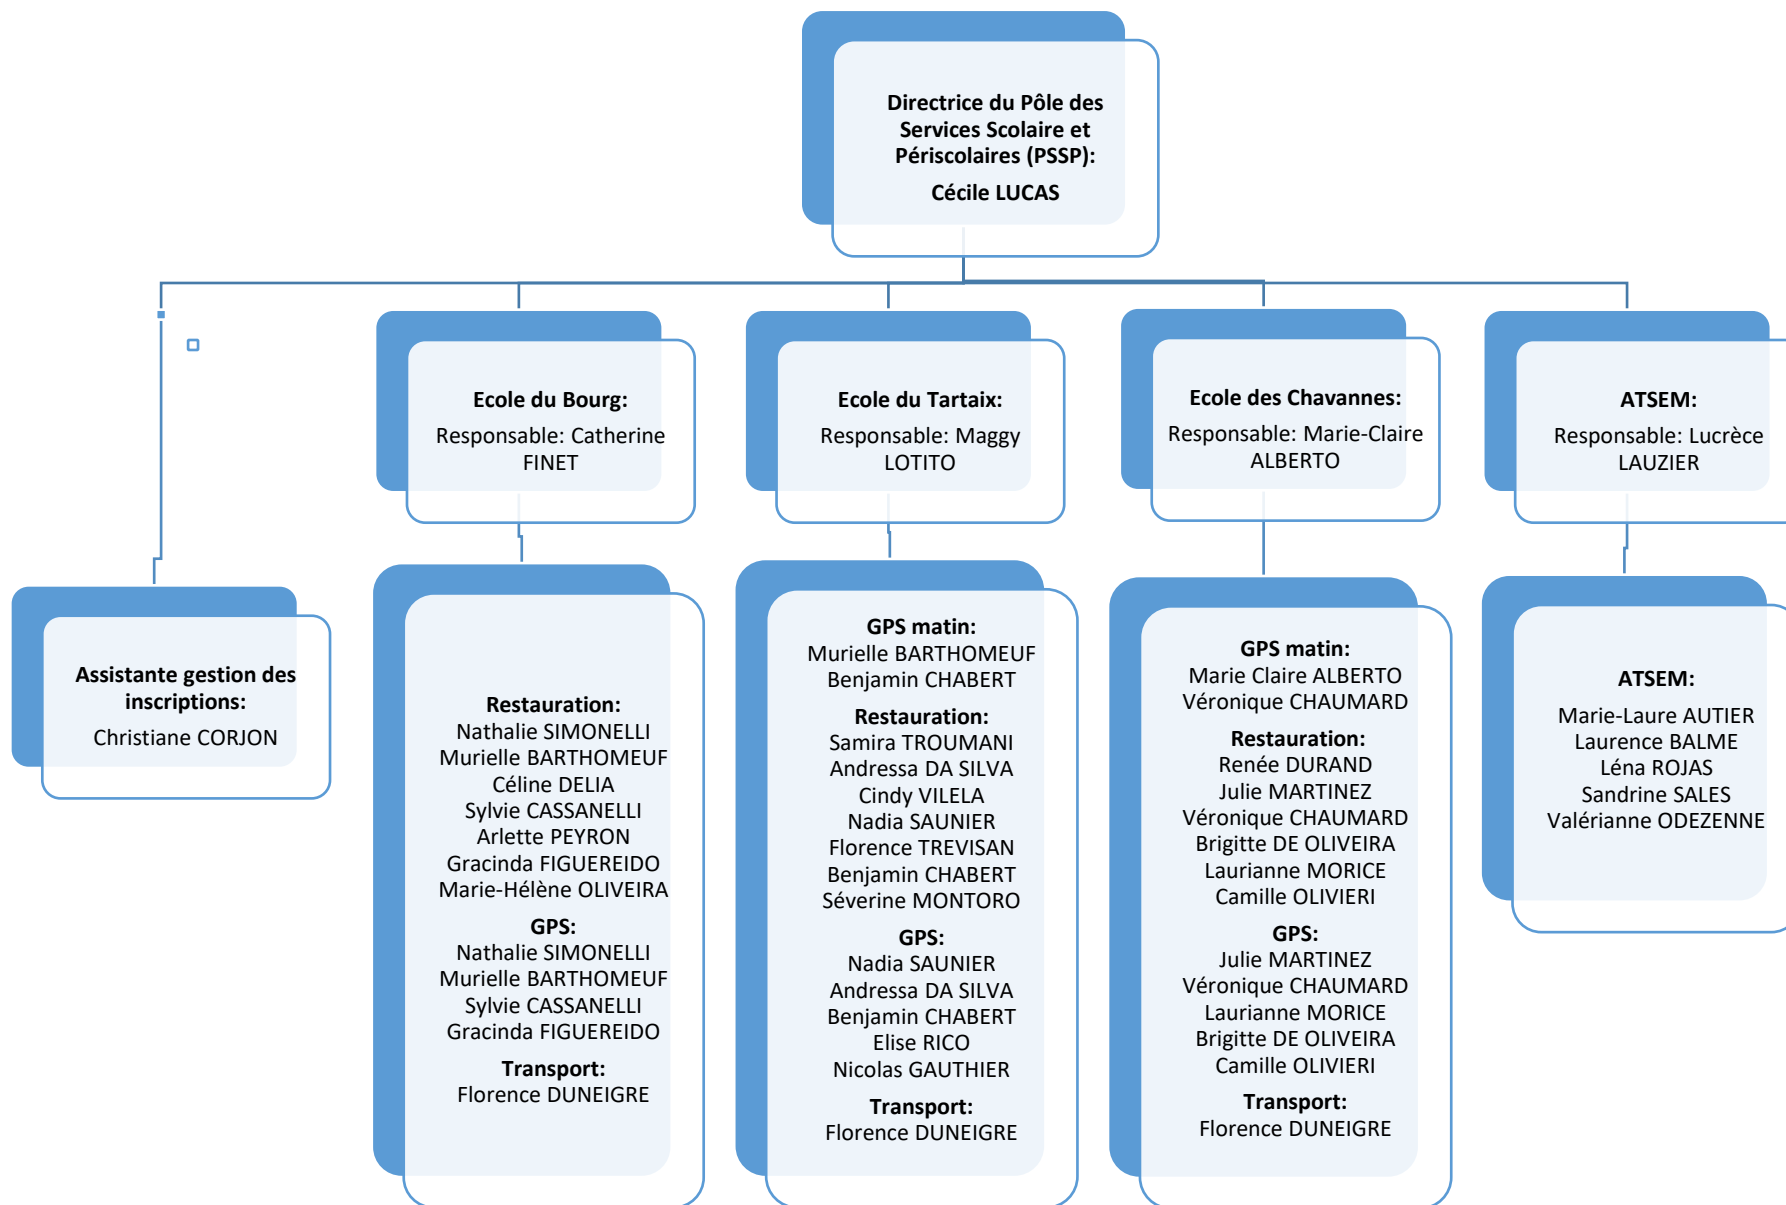 Directrice du Pôle des
Services Scolaire et
Périscolaires (PSSP):
Cécile LUCAS
Ecole du Bourg:
Responsable: Catherine
FINET
Ecole du Tartaix:
Responsable: Maggy
LOTITO
Ecole des Chavannes:
Responsable: Marie-Claire
ALBERTO
ATSEM:
Responsable: Lucrèce
LAUZIER
Assistante gestion des
inscriptions:
Christiane CORJON
Restauration:
Nathalie SIMONELLI
Murielle BARTHOMEUF
Céline DELIA
Sylvie CASSANELLI
Arlette PEYRON
Gracinda FIGUEREIDO
Marie-Hélène OLIVEIRA
GPS:
Nathalie SIMONELLI
Murielle BARTHOMEUF
Sylvie CASSANELLI
Gracinda FIGUEREIDO
Transport:
Florence DUNEIGRE
GPS matin:
Murielle BARTHOMEUF
Benjamin CHABERT
Restauration:
Samira TROUMANI
Andressa DA SILVA
Cindy VILELA
Nadia SAUNIER
Florence TREVISAN
Benjamin CHABERT
Séverine MONTORO
GPS:
Nadia SAUNIER
Andressa DA SILVA
Benjamin CHABERT
Elise RICO
Nicolas GAUTHIER
Transport:
Florence DUNEIGRE
GPS matin:
Marie Claire ALBERTO
Véronique CHAUMARD
Restauration:
Renée DURAND
Julie MARTINEZ
Véronique CHAUMARD
Brigitte DE OLIVEIRA
Laurianne MORICE
Camille OLIVIERI
GPS:
Julie MARTINEZ
Véronique CHAUMARD
Laurianne MORICE
Brigitte DE OLIVEIRA
Camille OLIVIERI
Transport:
Florence DUNEIGRE
ATSEM:
Marie-Laure AUTIER
Laurence BALME
Léna ROJAS
Sandrine SALES
Valérianne ODEZENNE